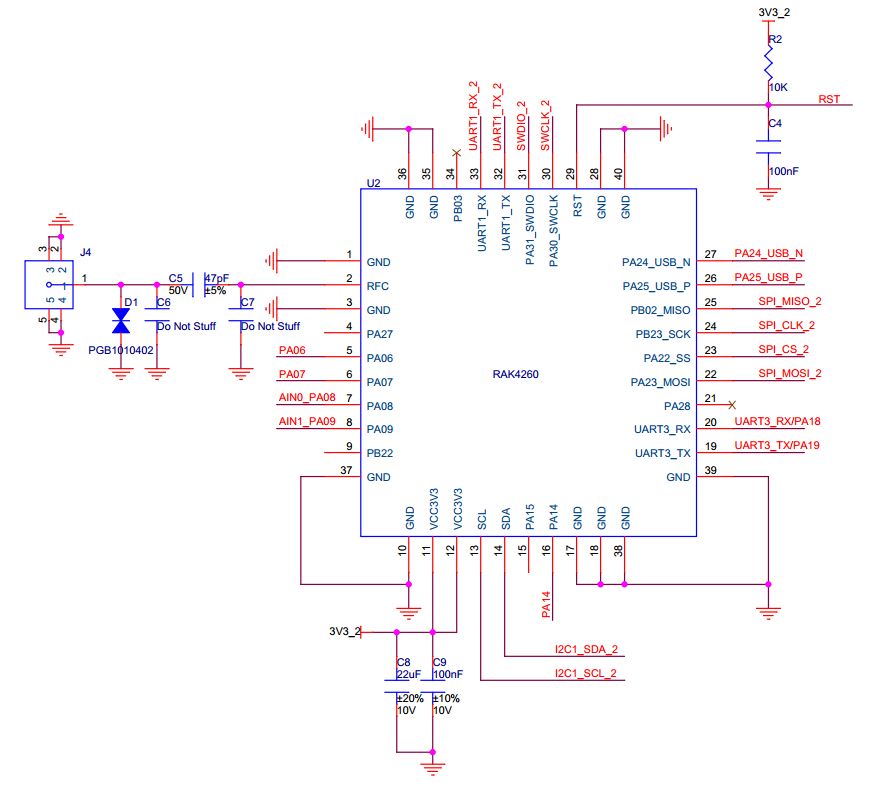 3V3_2
R2
10K
RST
C4
100nF
UART1_RX_2
UART1_TX_2
SWDIO_2
SWCLK_2
36
35
34
33
32
31
30
29
28
40
U2
GND
GND
PB03
UART1_RX
UART1_TX
PA31_SWDIO
PA30_SWCLK
RST
GND
GND
J4
3
2
3
2
1
1
5
4
5
4
D1
PGB1010402
C5
50V
47pF
±5%
C6
Do Not Stuff
C7
Do Not Stuff
1 GND
2 RFC
3 GND
4 PA27
PA06 5 PA06
PA07 6 PA07
AIN0_PA08 7 PA08
AIN1_PA09 8 PA09
9 PB22
37 GND
RAK4260
PA24_USB_N 27 PA24_USB_N
PA25_USB_P 26 PA25_USB_P
PB02_MISO 25 SPI_MISO_2
PB23_SCK 24 SPI_CLK_2
PA22_SS 23 SPI_CS_2
PA23_MOSI 22 SPI_MOSI_2
PA28 21
UART3_RX 20 UART3_RX/PA18
UART3_TX 19 UART3_TX/PA19
GND 39
GND
VCC3V3
VCC3V3
SCL
SDA
PA15
PA14
GND
GND
GND
10
11
12
13
14
15
16
17
18
38
PA14
3V3_2
I2C1_SDA_2
I2C1_SCL_2
C8
22uF
±20%
10V
C9
100nF
±10%
10V